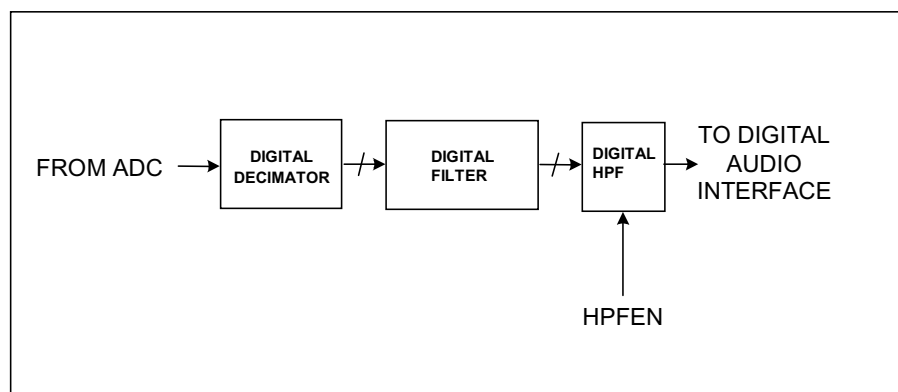 FROM ADC
DIGITAL
DECIMATOR
DIGITAL
FILTER
DIGITAL
HPF
TO DIGITAL
AUDIO
INTERFACE
HPFEN